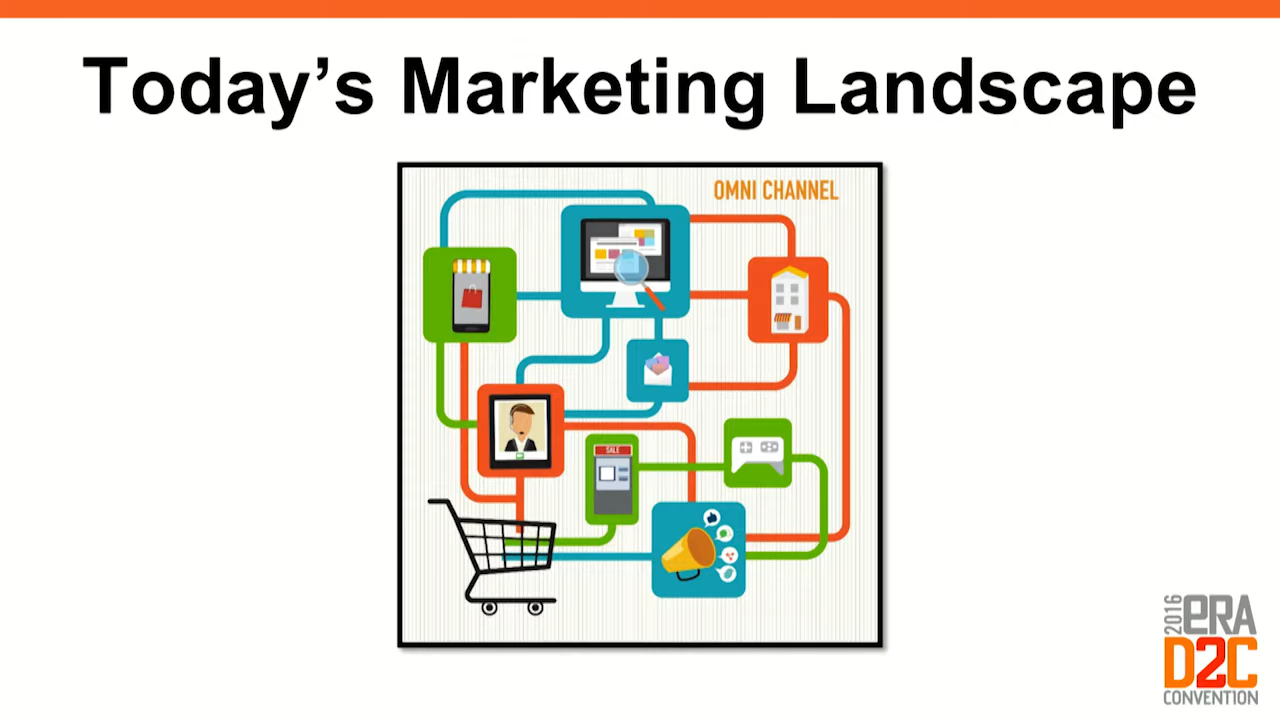 Today’s Marketing Landscape
OMNI CHANNEL
SALE
2016 ERA
D2C
CONVENTION